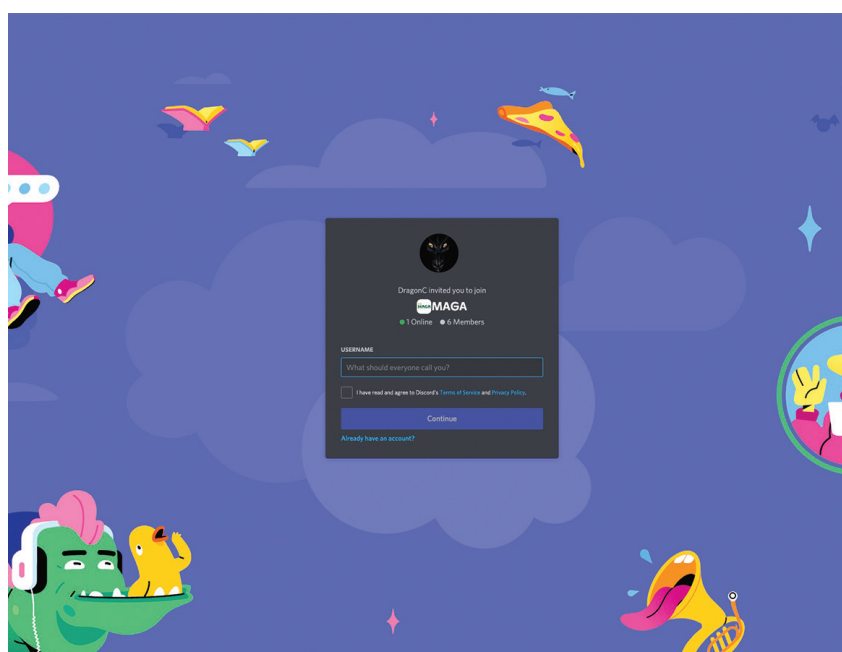 DragonC invited you to join
MAGA MAGA
1 Online 6 Members
USERNAME
What should everyone call you?
I have read and agree to Discord's Terms of Service and Privacy Policy.
Continue
Already have an account?